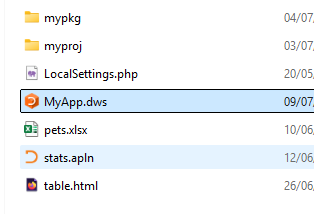 mypkg 04/07,
myproj 03/07,
LocalSettings.php 20/05,
MyApp.dws 09/07,
pets.xlsx 10/06,
stats.apln 12/06,
table.html 26/06,